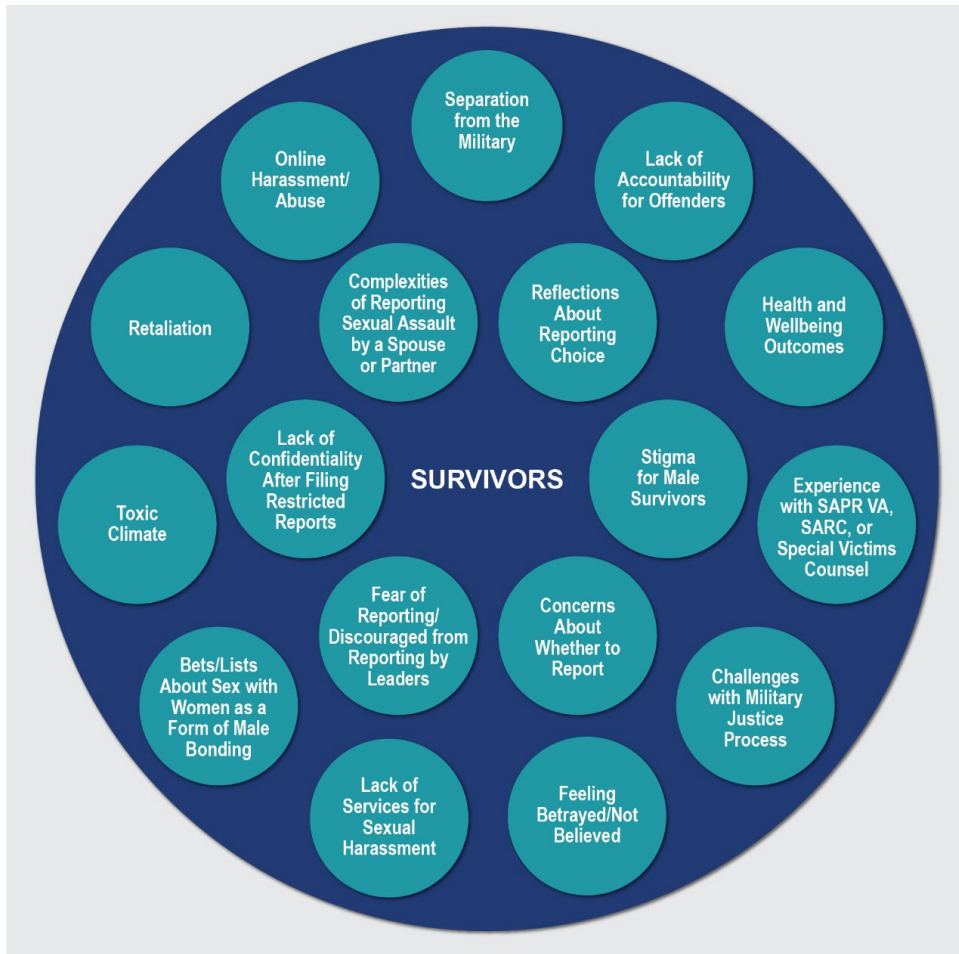 Separation
from the
Military
Online
Harassment/
Abuse
Lack of
Accountability
for Offenders
Retaliation
Complexities
of Reporting
Sexual Assault
by a Spouse
or Partner
Reflections
About
Reporting
Choice
Health and
Wellbeing
Outcomes
Toxic
Climate
Lack of
Confidentiality
After Filing
Restricted
Reports
SURVIVORS
Stigma
for Male
Survivors
Experience
with SAPR VA,
SARC, or
Special Victims
Counsel
Bets/Lists
About Sex with
Women as a
Form of Male
Bonding
Fear of
Reporting/
Discouraged from
Reporting by
Leaders
Concerns
About
Whether to
Report
Challenges
with Military
Justice
Process
Lack of
Services for
Sexual
Harassment
Feeling
Betrayed/Not
Believed